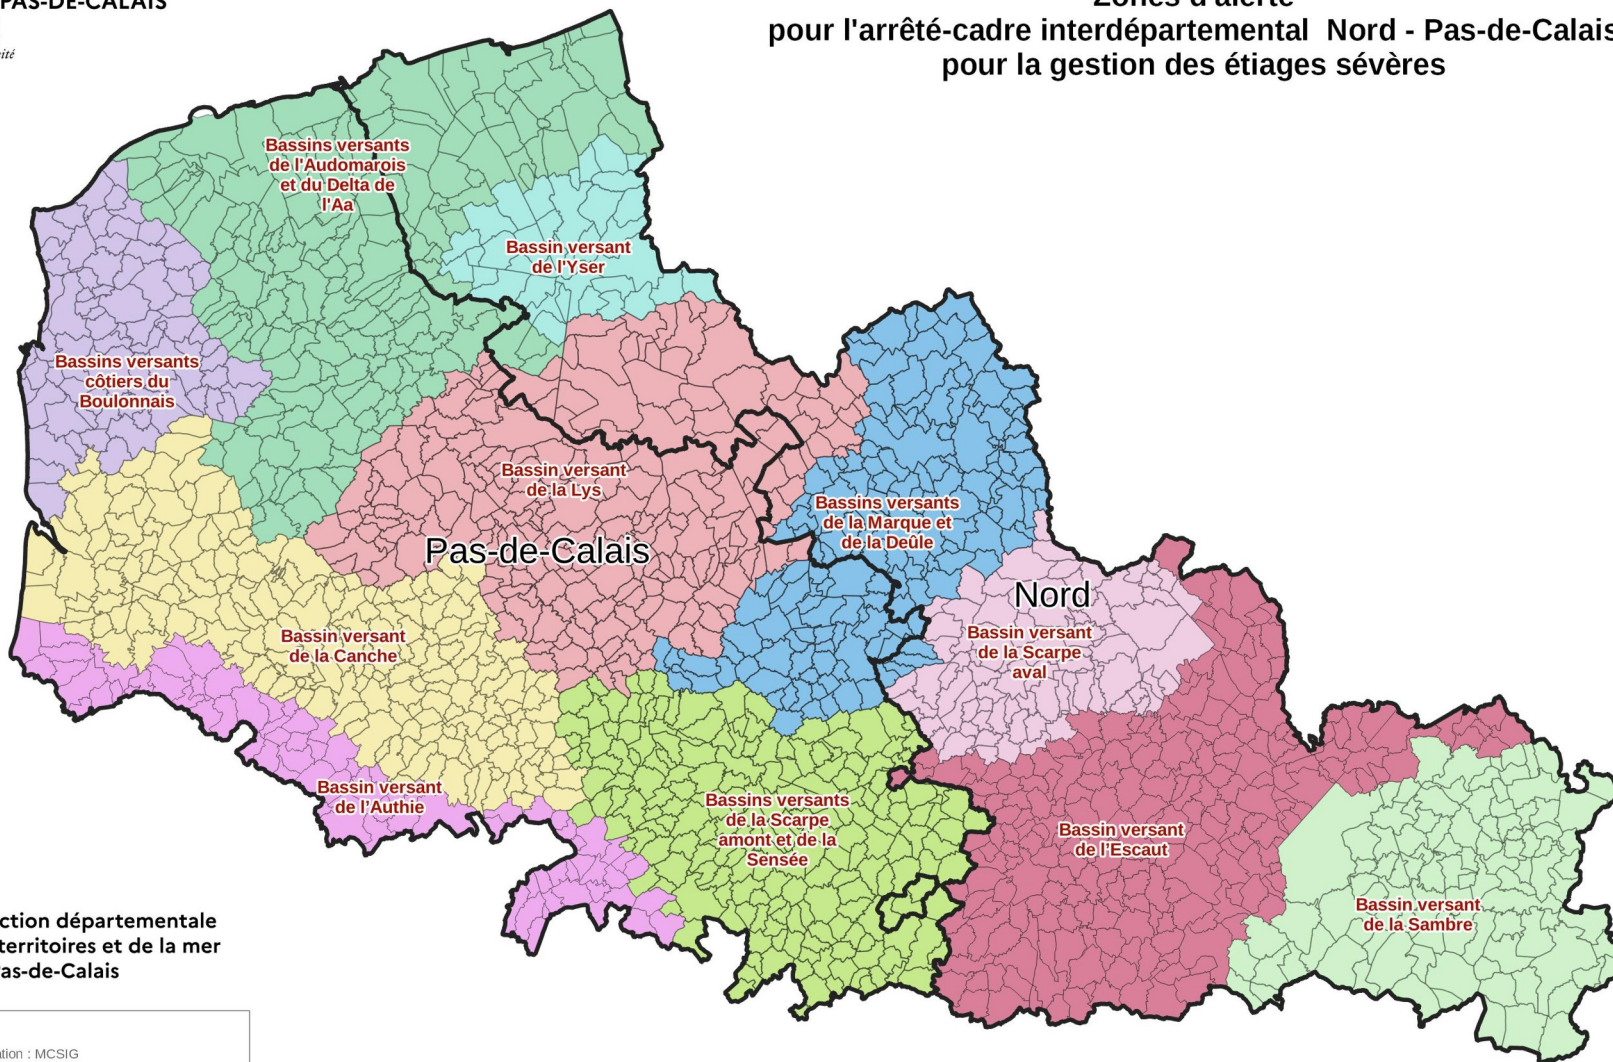 PAS-DE-CALAIS
Zones d'alerte
pour l'arrêté-cadre interdépartemental Nord - Pas-de-Calais
pour la gestion des étiages sévères
Bassins versants
de l'Audomarois
et du Delta de
l'Aa
Bassin versant
de l'Yser
Bassins versants
côtiers du
Boulonnais
Bassin versant
de la Lys
Bassins versants
de la Marque et
de la Deûle
Pas-de-Calais
Nord
Bassin versant
de la Scarpe
aval
Bassin versant
de la Canche
Bassin versant
de l'Authie
Bassins versants
de la Scarpe
amont et de la
Sensée
Bassin versant
de l'Escaut
Bassin versant
de la Sambre
ction départementale
territoires et de la mer
Pas-de-Calais
ation : MCSIG